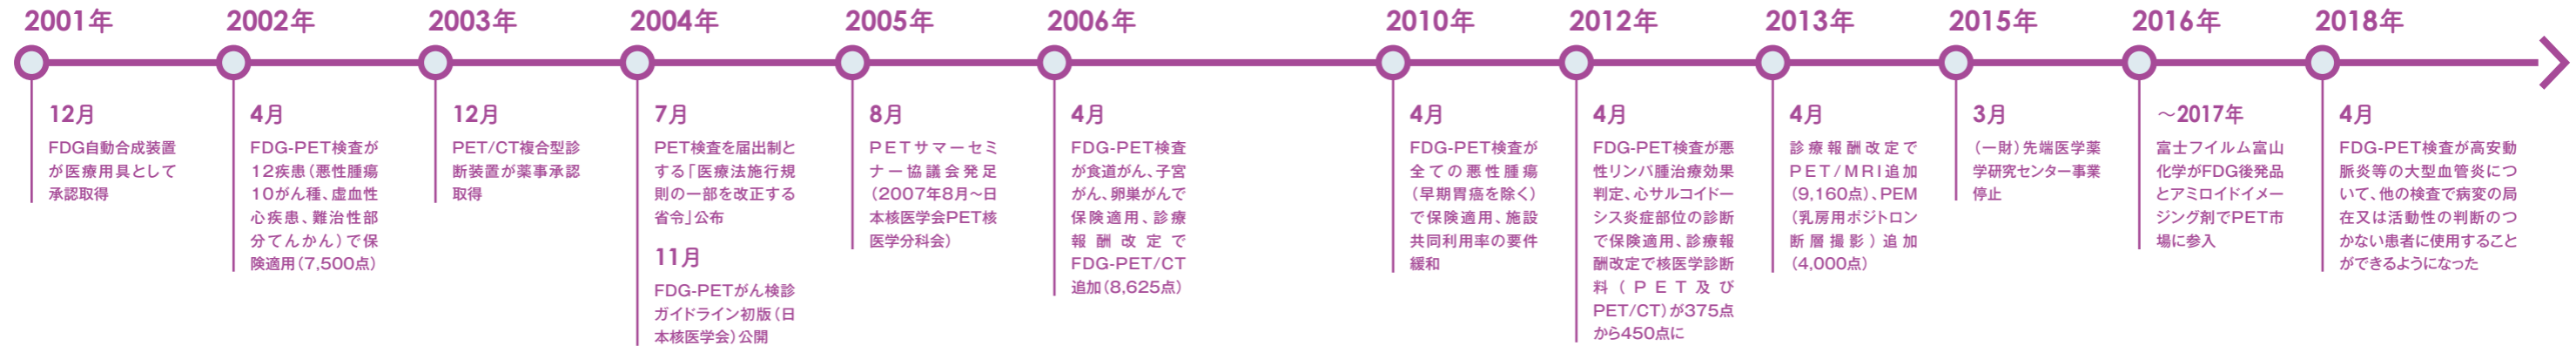 2001年
12月
FDG自動合成装置
が医療用具として
承認取得
2002年
4月
FDG-PET検査が
12疾患(悪性腫瘍
10がん種、虚血性
心疾患、難治性部
分てんかん)で保
険適用(7,500点)
2003年
12月
PET/CT複合型診
断装置が薬事承認
取得
2004年
7月
PET検査を届出制と
する「医療法施行規
則の一部を改正する
省令」公布
11月
FDG-PETがん検診
ガイドライン初版(日
本核医学会)公開
2005年
8月
PETサマーセミ
ナー協議会発足
(2007年8月〜日
本核医学会PET核
医学分科会)
2006年
4月
FDG-PET検査
が食道がん、子宮
がん、卵巣がんで
保険適用、診療
報酬改定で
FDG-PET/CT
追加(8,625点)
2010年
4月
FDG-PET検査が
全ての悪性腫瘍
(早期胃癌を除く)
で保険適用、施設
共同利用率の要件
緩和
2012年
4月
FDG-PET検査が悪
性リンパ腫治療効果
判定、心サルコイドー
シス炎症部位の診断
で保険適用、診療報
酬改定で核医学診断
料(PET及び
PET/CT)が375点
から450点に
2013年
4月
診療報酬改定で
PET/MRI追加
(9,160点)、PEM
(乳房用ポジトロン
断層撮影)追加
(4,000点)
2015年
3月
(一財)先端医学薬
学研究センター事業
停止
2016年
〜2017年
富士フイルム富山
化学がFDG後発品
とアミロイドイメー
ジング剤でPET市
場に参入
2018年
4月
FDG-PET検査が高安動
脈炎等の大型血管炎につ
いて、他の検査で病変の局
在又は活動性の判断のつ
かない患者に使用すること
ができるようになった